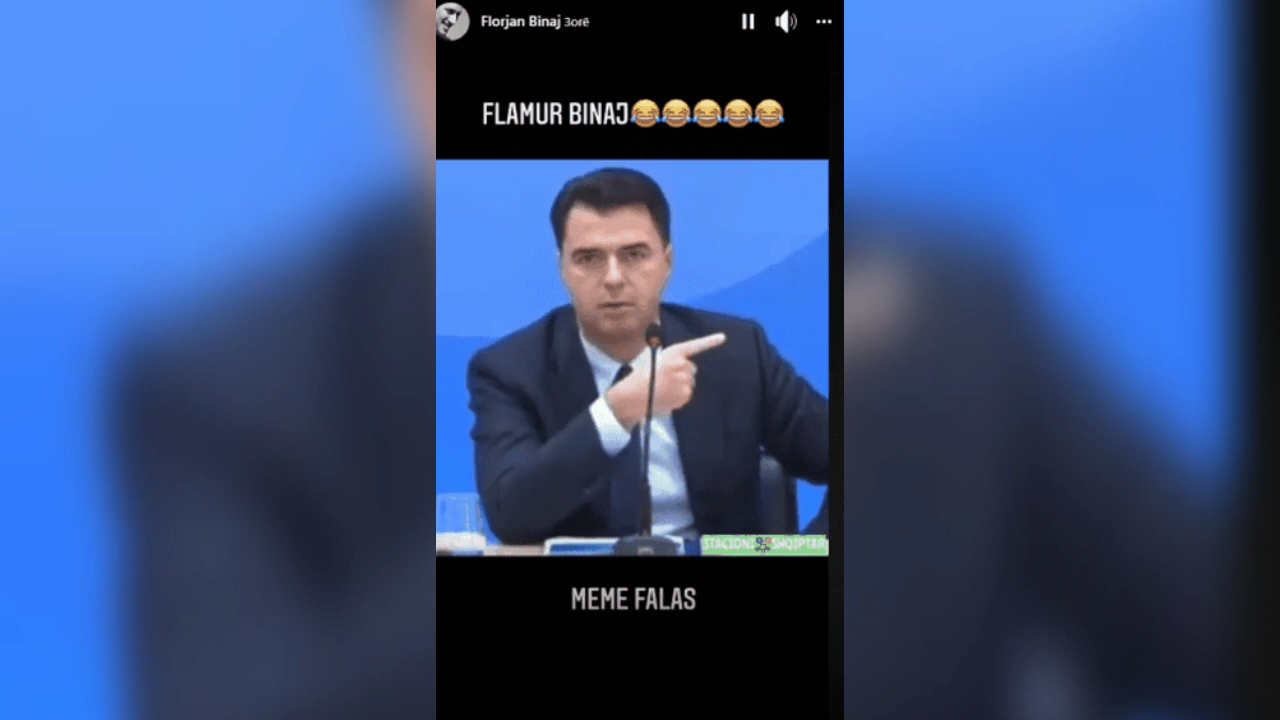 Florjan Binaj 3orë
FLAMUR BINAJ😂😂😂😂😂
STACIONI SHQIPTAR
MEME FALAS